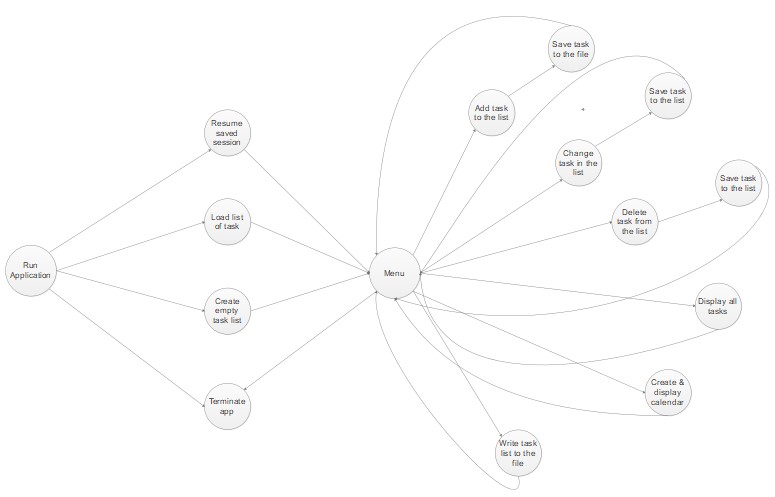 Save task
to the file
Save task
to the list
Add task
to the list
Resume
saved
session
Change
task in the
list
Save task
to the list
Load list
of task
Delete
task from
the list
Run
Application
Menu
Create
empty
task list
Display all
tasks
Create &
display
calendar
Terminate
app
Write task
list to the
file